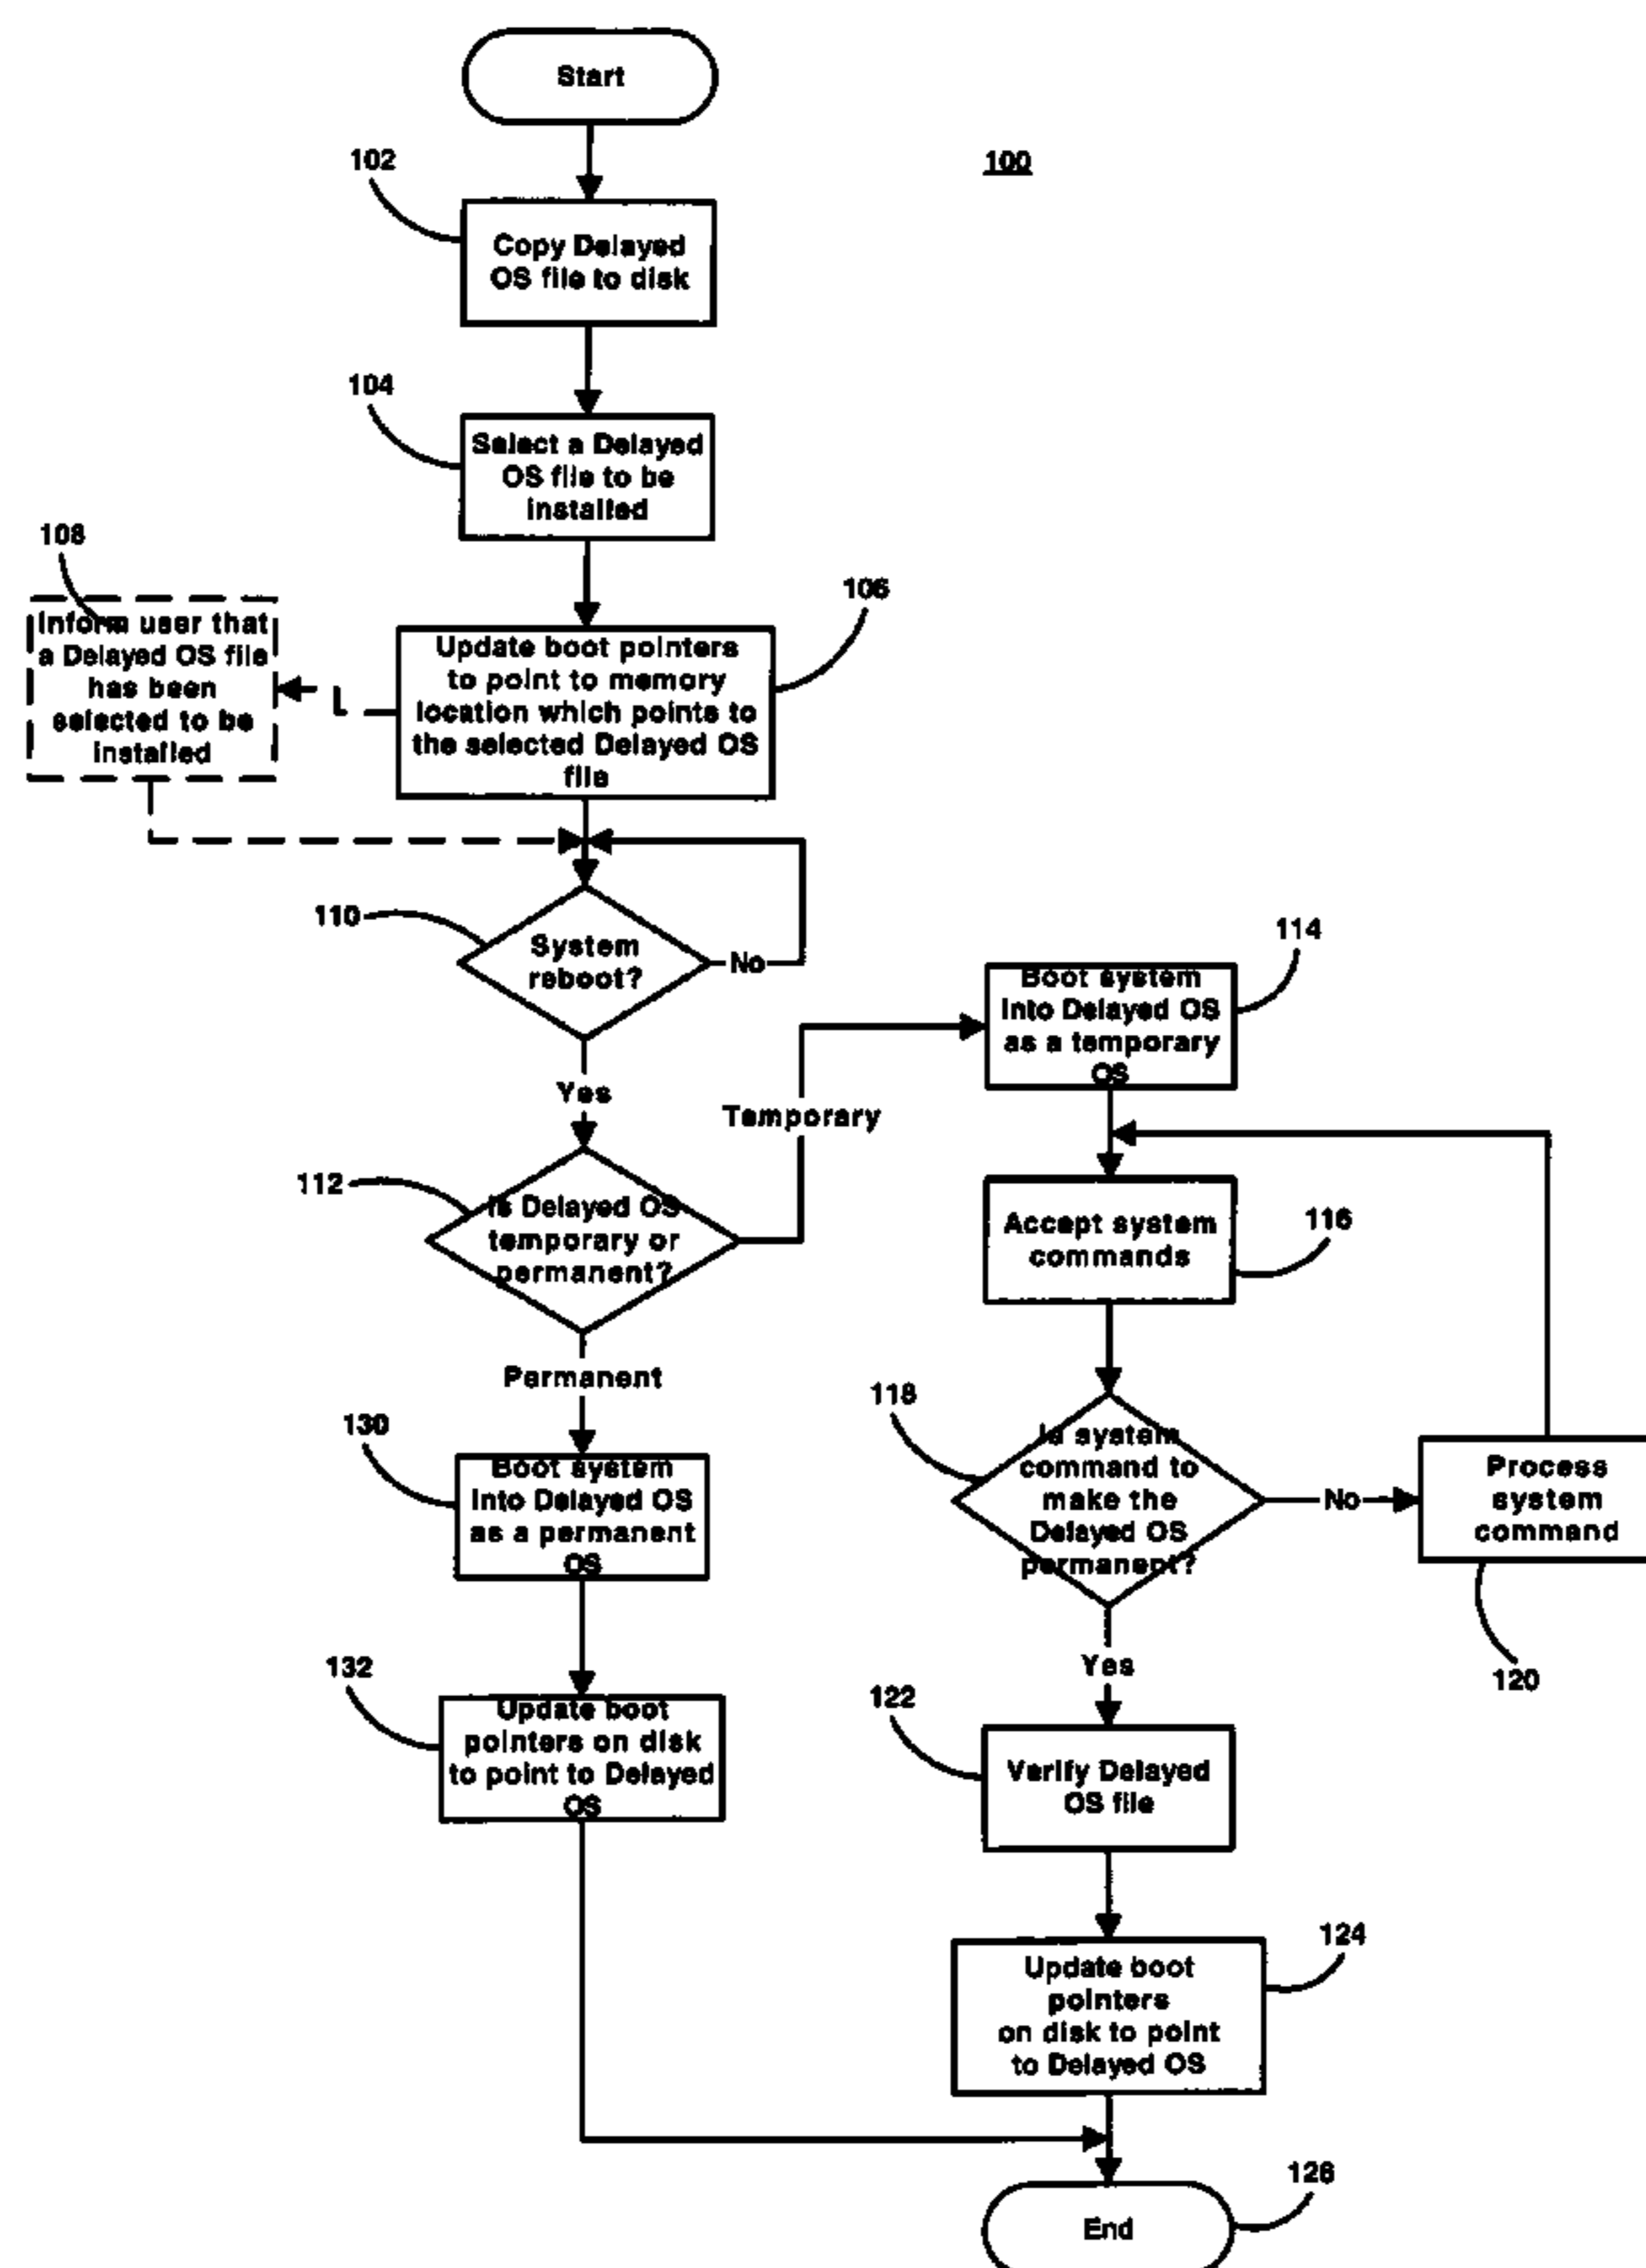 Start
100
102
Copy Delayed
OS file to disk
104
Select a Delayed
OS file to be
installed
108
Inform user that
a Delayed OS file
has been
selected to be
installed
106
Update boot pointers
to point to memory
location which points to
the selected Delayed OS
file
110
System
reboot?
No
Yes
112
Is Delayed OS
temporary or
permanent?
Temporary
Permanent
130
Boot system
into Delayed OS
as a permanent
OS
132
Update boot
pointers on disk
to point to Delayed
OS
114
Boot system
into Delayed OS
as a temporary
OS
116
Accept system
commands
118
Is system
command to
make the
Delayed OS
permanent?
No
Process
system
command
120
Yes
122
Verify Delayed
OS file
124
Update boot
pointers
on disk to point
to Delayed OS
126
End